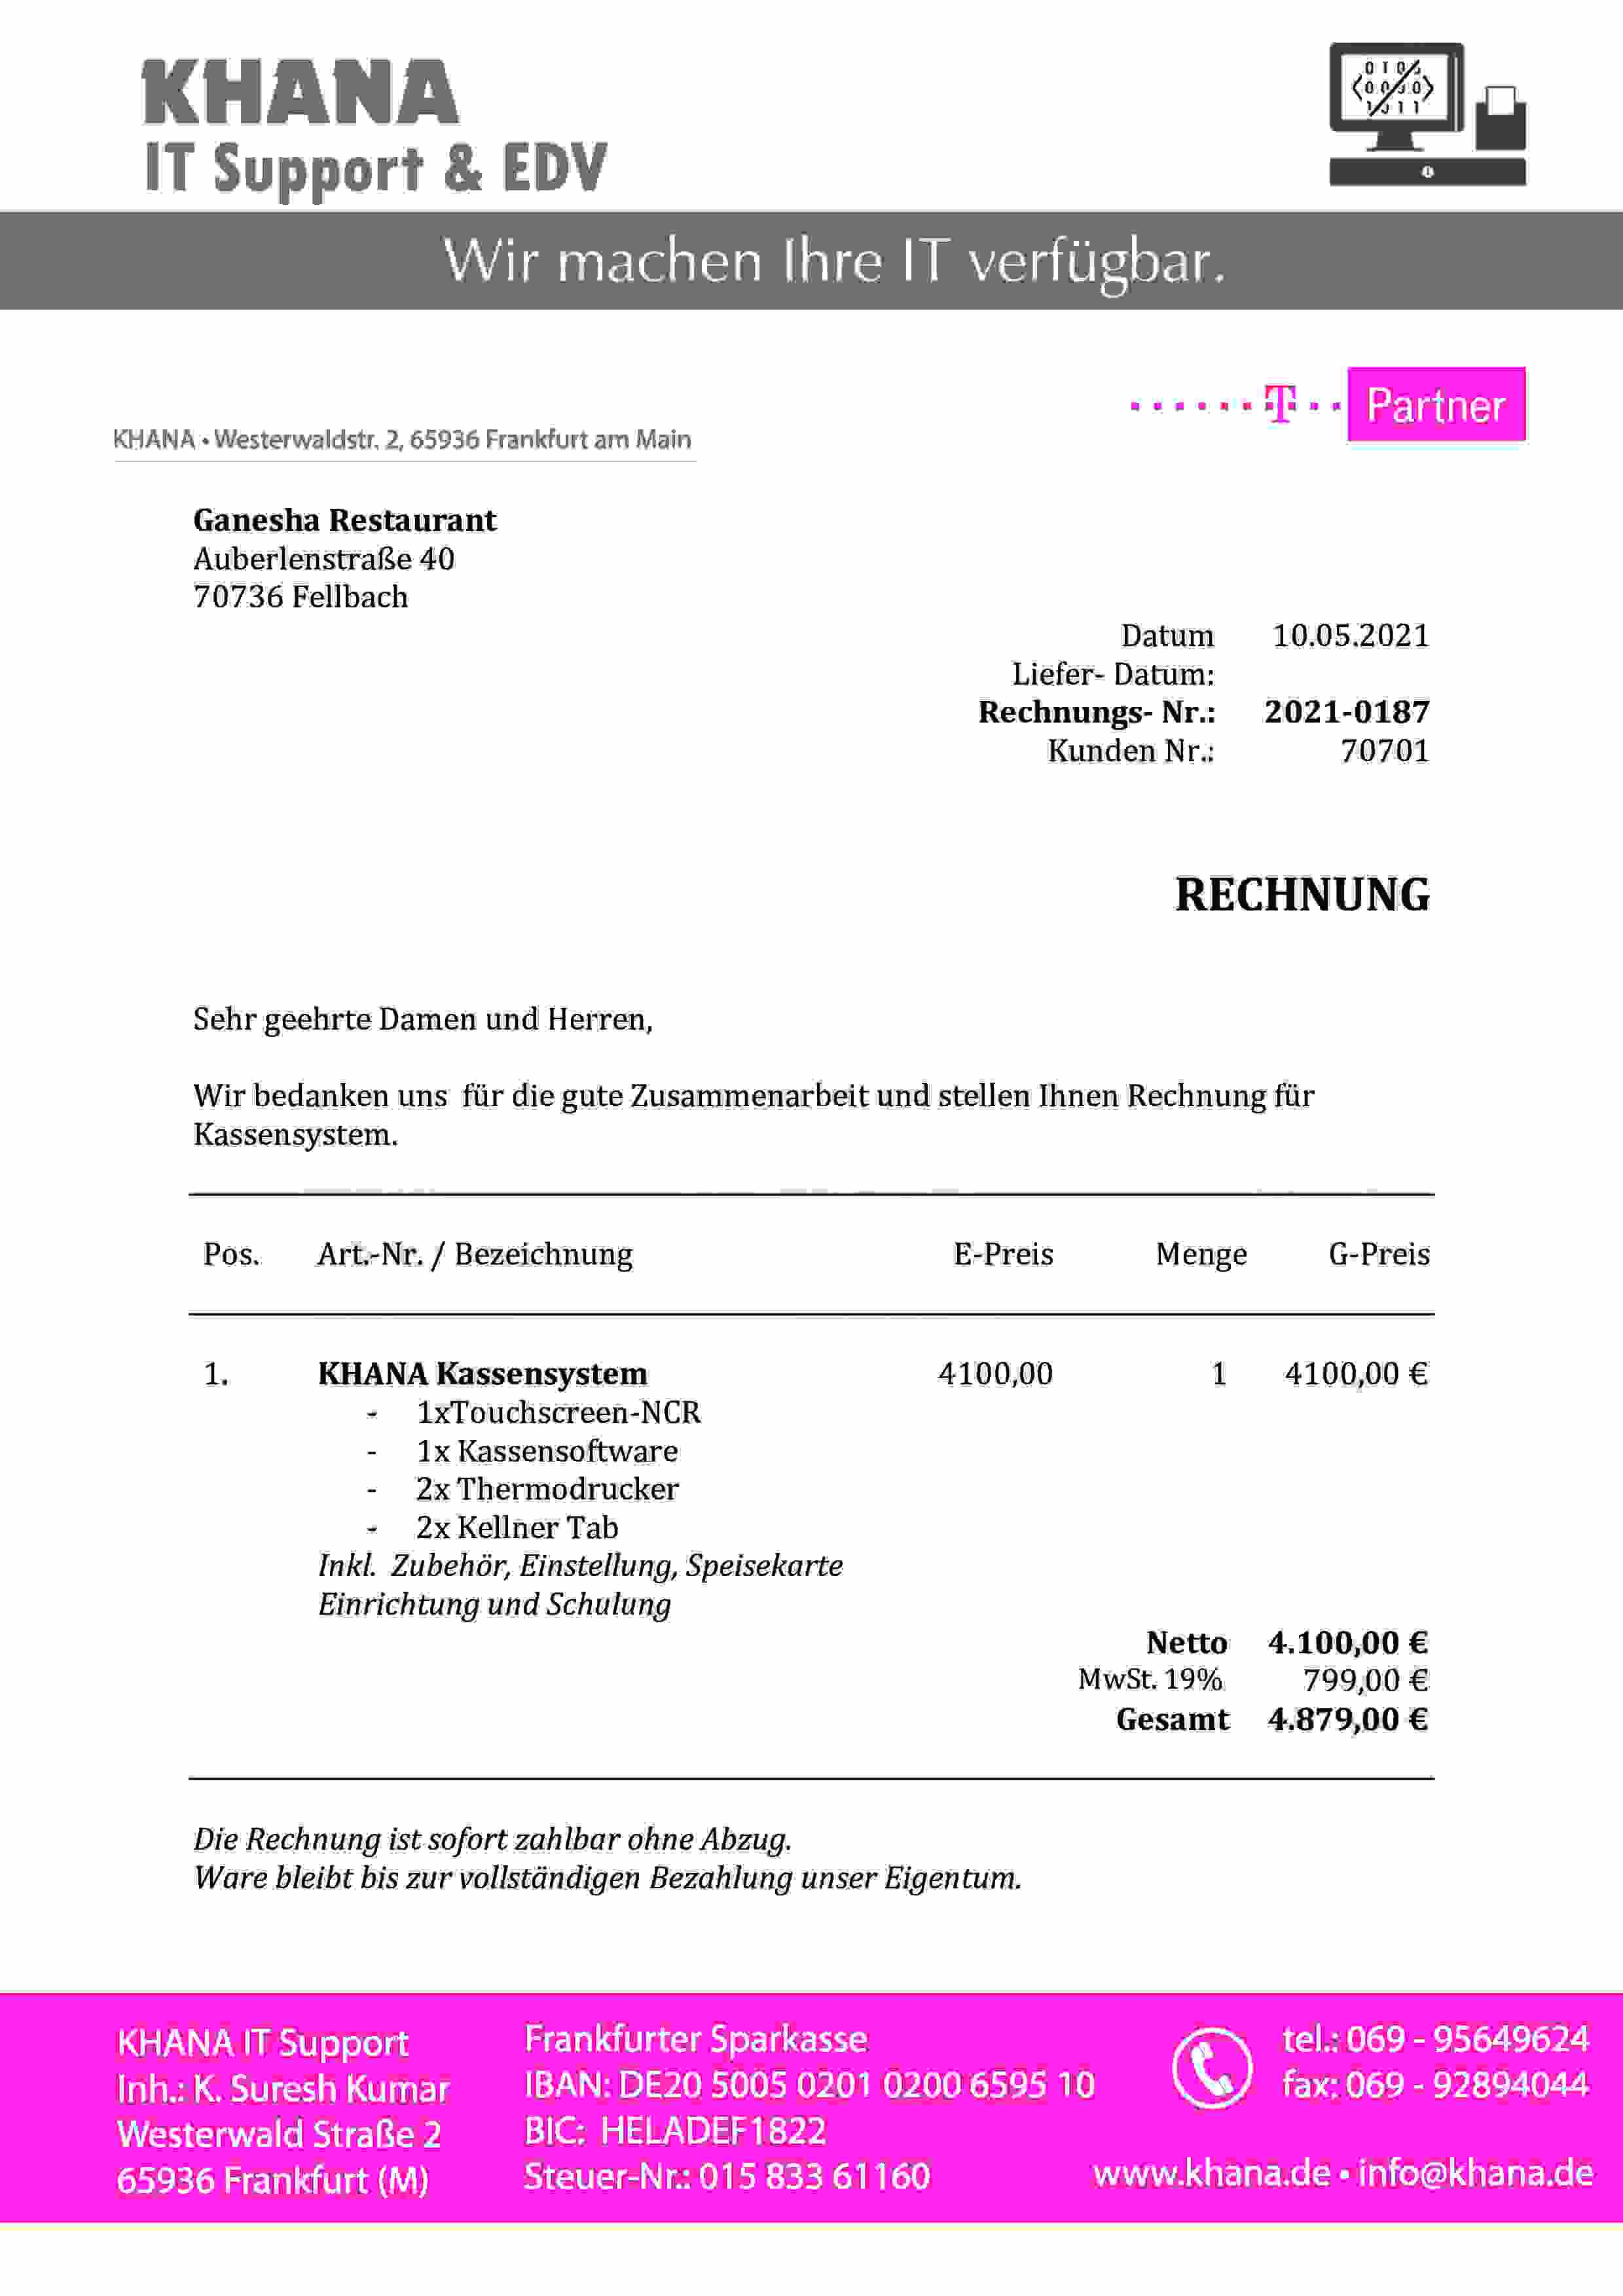 KHANA
IT Support & EDV
Wir machen Ihre IT verfügbar.
T Partner
KHANA • Westerwaldstr. 2, 65936 Frankfurt am Main
Ganesha Restaurant
Auberlenstraße 40
70736 Fellbach
Datum 10.05.2021
Liefer- Datum:
Rechnungs- Nr.: 2021-0187
Kunden Nr.: 70701
RECHNUNG
Sehr geehrte Damen und Herren,
Wir bedanken uns für die gute Zusammenarbeit und stellen Ihnen Rechnung für
Kassensystem.
Pos. Art.-Nr. / Bezeichnung E-Preis Menge G-Preis
1. KHANA Kassensystem 4100,00 1 4100,00 €
- 1xTouchscreen-NCR
- 1x Kassensoftware
- 2x Thermodrucker
- 2x Kellner Tab
Inkl. Zubehör, Einstellung, Speisekarte
Einrichtung und Schulung
Netto 4.100,00 €
MwSt. 19% 799,00 €
Gesamt 4.879,00 €
Die Rechnung ist sofort zahlbar ohne Abzug.
Ware bleibt bis zur vollständigen Bezahlung unser Eigentum.
KHANA IT Support
Inh.: K. Suresh Kumar
Westerwald Straße 2
65936 Frankfurt (M)
Frankfurter Sparkasse
IBAN: DE20 5005 0201 0200 6595 10
BIC: HELADEF1822
Steuer-Nr.: 015 833 61160
tel.: 069 - 95649624
fax: 069 - 92894044
www.khana.de • info@khana.de